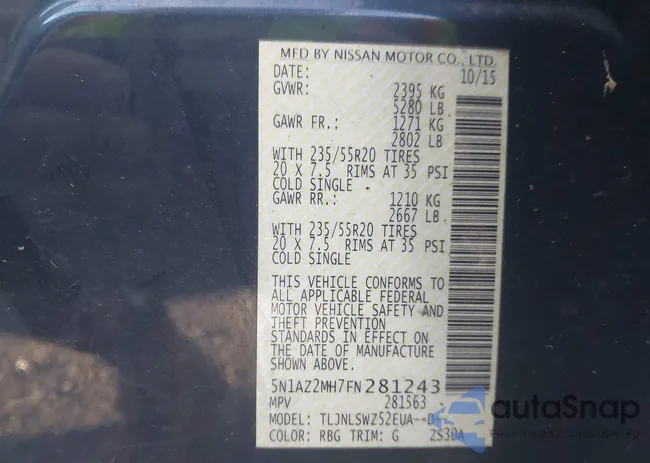 MFD BY NISSAN MOTOR CO., LTD.
DATE: 10/15
GVWR: 2395 KG
5280 LB
GAWR FR.: 1271 KG
2802 LB
WITH 235/55R20 TIRES
20 X 7.5 RIMS AT 35 PSI
COLD SINGLE
GAWR RR.: 1210 KG
2667 LB
WITH 235/55R20 TIRES
20 X 7.5 RIMS AT 35 PSI
COLD SINGLE
THIS VEHICLE CONFORMS TO
ALL APPLICABLE FEDERAL
MOTOR VEHICLE SAFETY AND
THEFT PREVENTION
STANDARDS IN EFFECT ON
THE DATE OF MANUFACTURE
SHOWN ABOVE.
5N1AZ2MH7FN281243
MPV 281563
MODEL: TLJNLSWZ52EUA--D
COLOR: RBG TRIM: G ZS30A
autoSnap